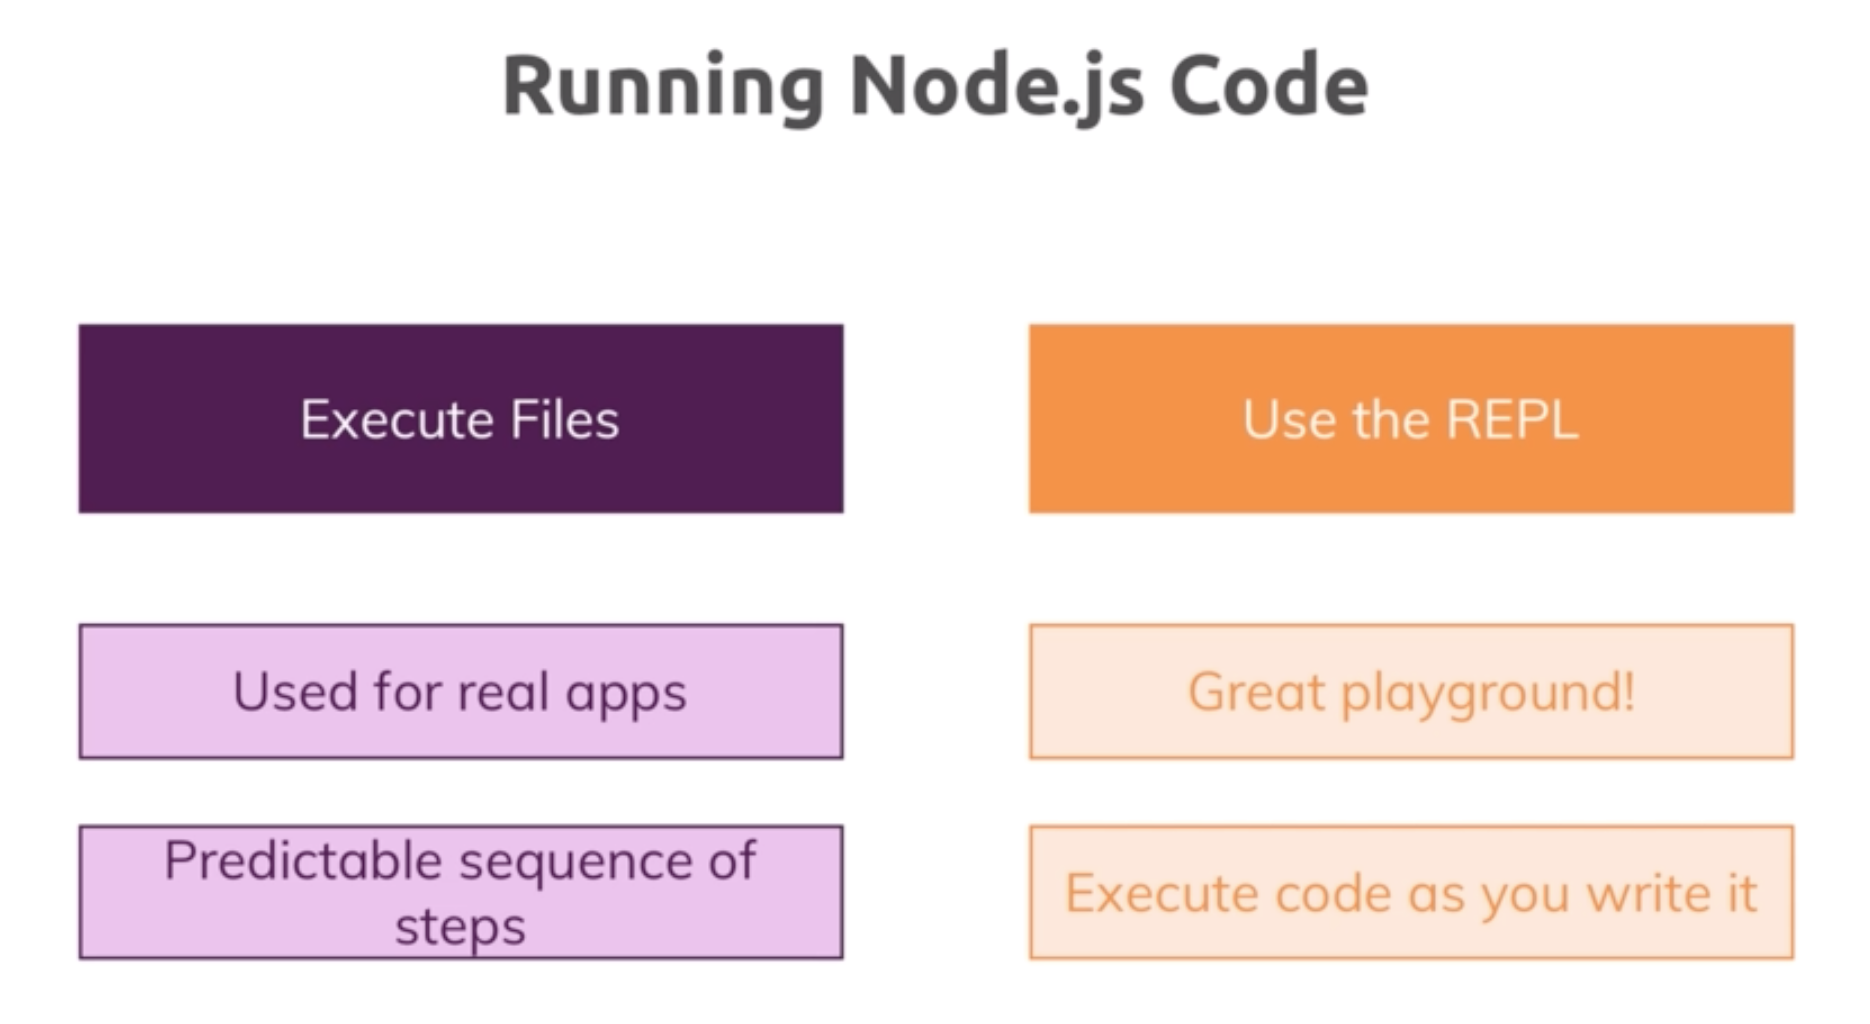 Running Node.js Code
Execute Files
Used for real apps
Predictable sequence of
steps
Use the REPL
Great playground!
Execute code as you write it